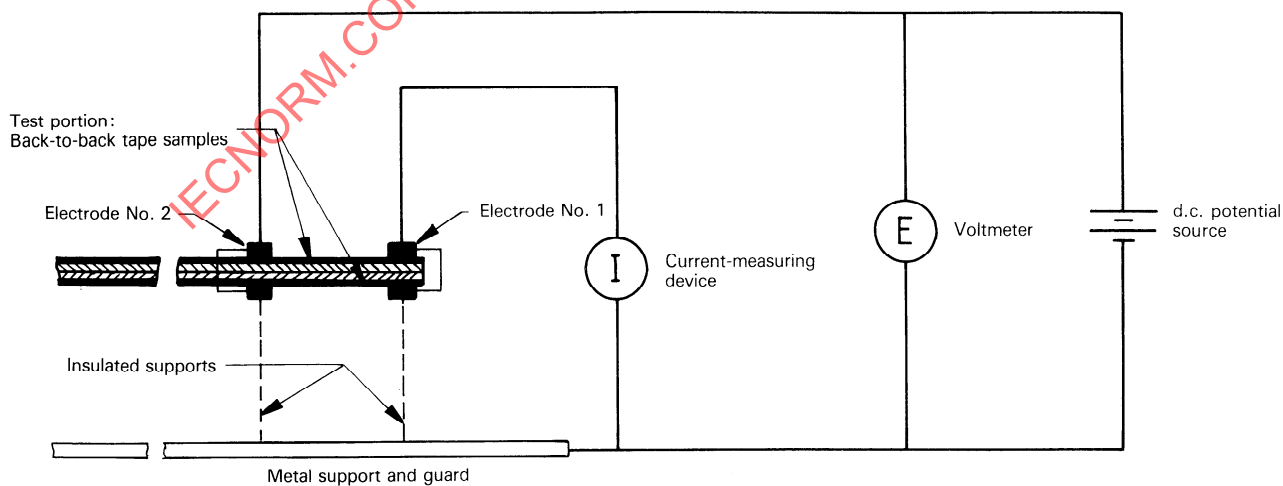 IECNORM.COM
Test portion:
Back-to-back tape samples
Electrode No. 2
Electrode No. 1
I
Current-measuring
device
E
Voltmeter
d.c. potential
source
Insulated supports
Metal support and guard